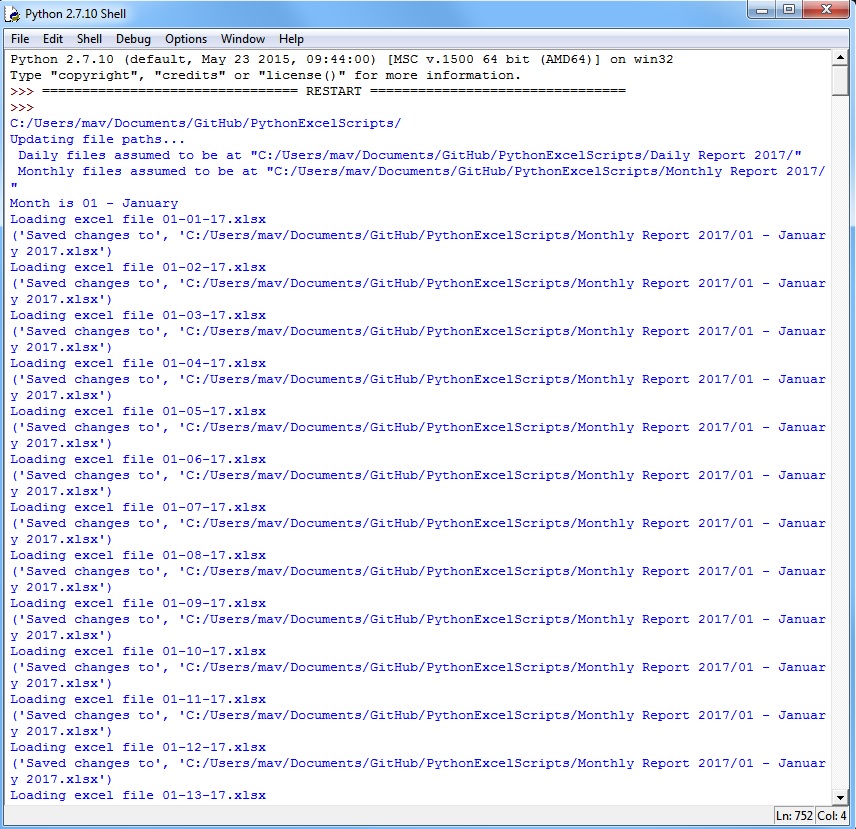 Python 2.7.10 Shell
File Edit Shell Debug Options Window Help
Python 2.7.10 (default, May 23 2015, 09:44:00) [MSC v.1500 64 bit (AMD64)] on win32
Type "copyright", "credits" or "license()" for more information.
>>> ================================ RESTART ================================
>>>
C:/Users/mav/Documents/GitHub/PythonExcelScripts/
Updating file paths...
 Daily files assumed to be at "C:/Users/mav/Documents/GitHub/PythonExcelScripts/Daily Report 2017/"
 Monthly files assumed to be at "C:/Users/mav/Documents/GitHub/PythonExcelScripts/Monthly Report 2017/
"
Month is 01 - January
Loading excel file 01-01-17.xlsx
('Saved changes to', 'C:/Users/mav/Documents/GitHub/PythonExcelScripts/Monthly Report 2017/01 - Januar
y 2017.xlsx')
Loading excel file 01-02-17.xlsx
('Saved changes to', 'C:/Users/mav/Documents/GitHub/PythonExcelScripts/Monthly Report 2017/01 - Januar
y 2017.xlsx')
Loading excel file 01-03-17.xlsx
('Saved changes to', 'C:/Users/mav/Documents/GitHub/PythonExcelScripts/Monthly Report 2017/01 - Januar
y 2017.xlsx')
Loading excel file 01-04-17.xlsx
('Saved changes to', 'C:/Users/mav/Documents/GitHub/PythonExcelScripts/Monthly Report 2017/01 - Januar
y 2017.xlsx')
Loading excel file 01-05-17.xlsx
('Saved changes to', 'C:/Users/mav/Documents/GitHub/PythonExcelScripts/Monthly Report 2017/01 - Januar
y 2017.xlsx')
Loading excel file 01-06-17.xlsx
('Saved changes to', 'C:/Users/mav/Documents/GitHub/PythonExcelScripts/Monthly Report 2017/01 - Januar
y 2017.xlsx')
Loading excel file 01-07-17.xlsx
('Saved changes to', 'C:/Users/mav/Documents/GitHub/PythonExcelScripts/Monthly Report 2017/01 - Januar
y 2017.xlsx')
Loading excel file 01-08-17.xlsx
('Saved changes to', 'C:/Users/mav/Documents/GitHub/PythonExcelScripts/Monthly Report 2017/01 - Januar
y 2017.xlsx')
Loading excel file 01-09-17.xlsx
('Saved changes to', 'C:/Users/mav/Documents/GitHub/PythonExcelScripts/Monthly Report 2017/01 - Januar
y 2017.xlsx')
Loading excel file 01-10-17.xlsx
('Saved changes to', 'C:/Users/mav/Documents/GitHub/PythonExcelScripts/Monthly Report 2017/01 - Januar
y 2017.xlsx')
Loading excel file 01-11-17.xlsx
('Saved changes to', 'C:/Users/mav/Documents/GitHub/PythonExcelScripts/Monthly Report 2017/01 - Januar
y 2017.xlsx')
Loading excel file 01-12-17.xlsx
('Saved changes to', 'C:/Users/mav/Documents/GitHub/PythonExcelScripts/Monthly Report 2017/01 - Januar
y 2017.xlsx')
Loading excel file 01-13-17.xlsx
Ln: 752 Col: 4